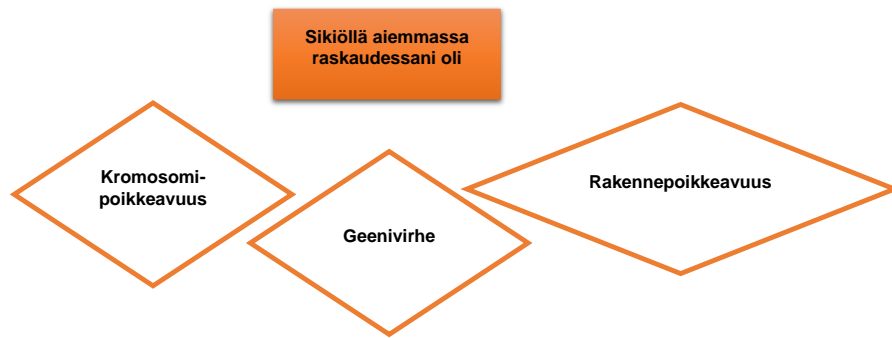 Sikiöllä aiemmassa
raskaudessani oli
Kromosomi-
poikkeavuus
Geenivirhe
Rakennepoikkeavuus